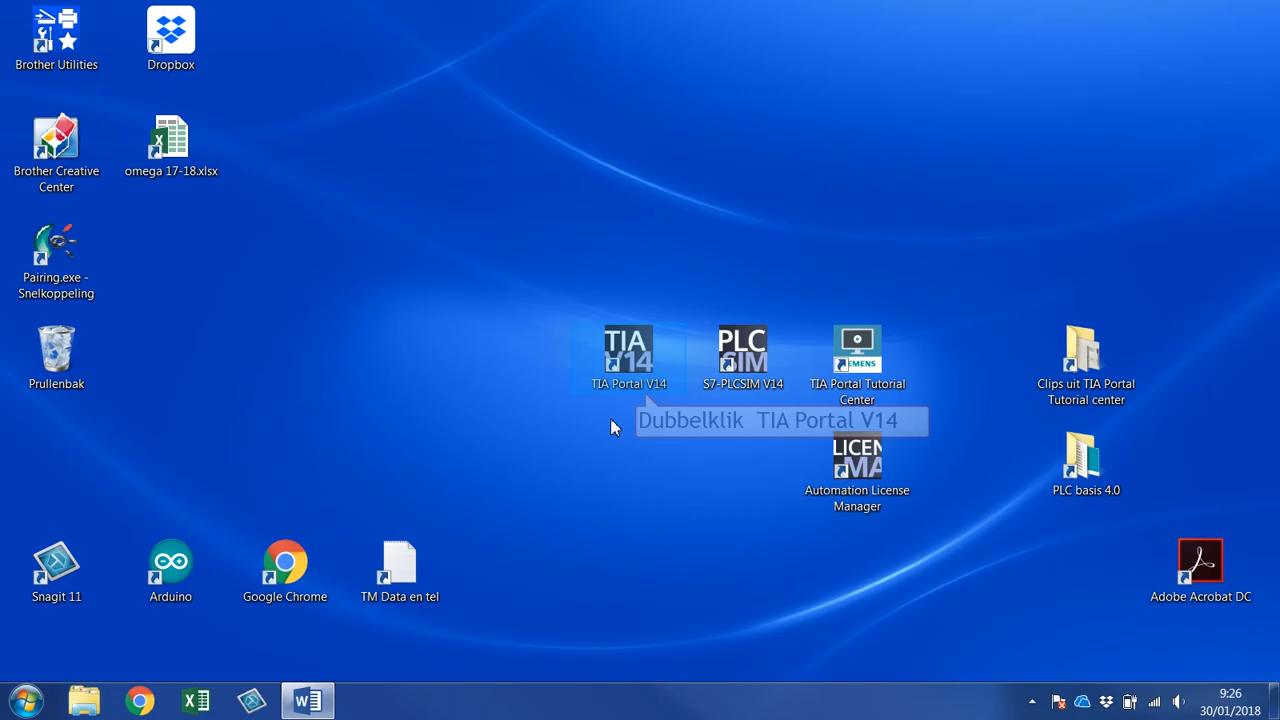 Brother Utilities
Dropbox
Brother Creative
Center
omega 17-18.xlsx
Pairing.exe -
Snelkoppeling
Prullenbak
TIA
V14
TIA Portal V14
PLC
SIM
S7-PLCSIM V14
SIEMENS
TIA Portal Tutorial
Center
Clips uit TIA Portal
Tutorial center
Dubbelklik TIA Portal V14
LICEN
MA
Automation License
Manager
PLC basis 4.0
Snagit 11
Arduino
Google Chrome
TM Data en tel
Adobe Acrobat DC
9:26
30/01/2018